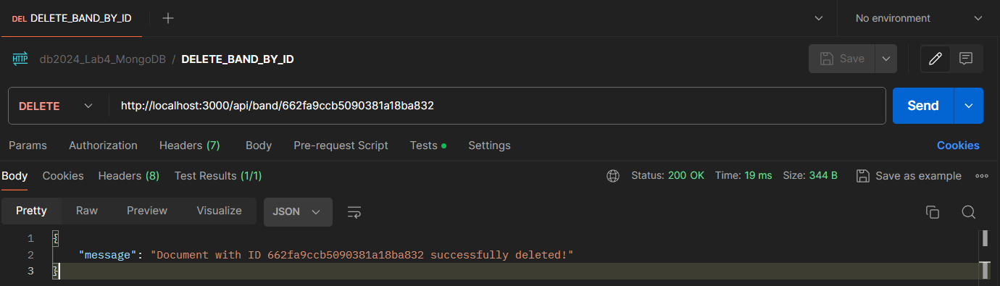 DEL DELETE_BAND_BY_ID
No environment
HTTP db2024_Lab4_MongoDB / DELETE_BAND_BY_ID
Save
DELETE http://localhost:3000/api/band/662fa9ccb5090381a18ba832 Send
Params Authorization Headers (7) Body Pre-request Script Tests Settings Cookies
Body Cookies Headers (8) Test Results (1/1) Status: 200 OK Time: 19 ms Size: 344 B Save as example
Pretty Raw Preview Visualize JSON
1 {
2 "message": "Document with ID 662fa9ccb5090381a18ba832 successfully deleted!"
3 }